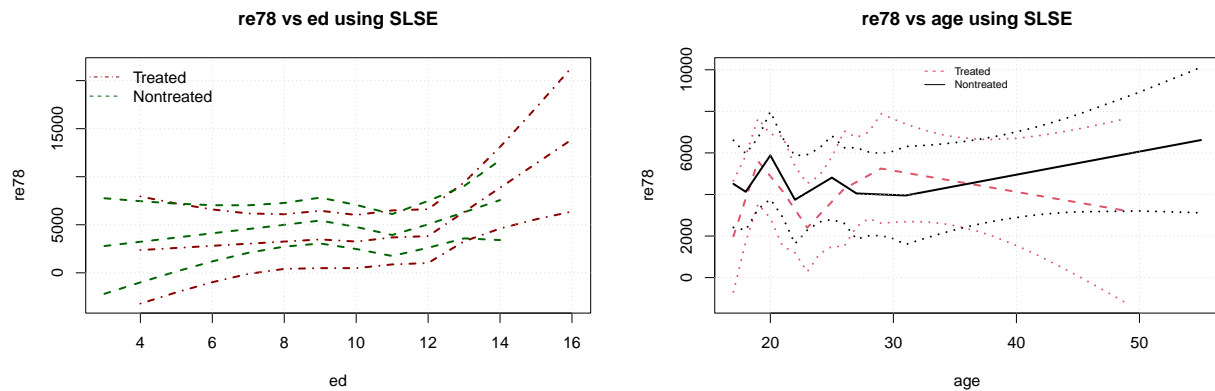 re78 vs ed using SLSE
Treated
Nontreated
re78
0
5000
15000
4
6
8
10
12
14
16
ed
re78 vs age using SLSE
Treated
Nontreated
re78
0
2000
6000
10000
20
30
40
50
age